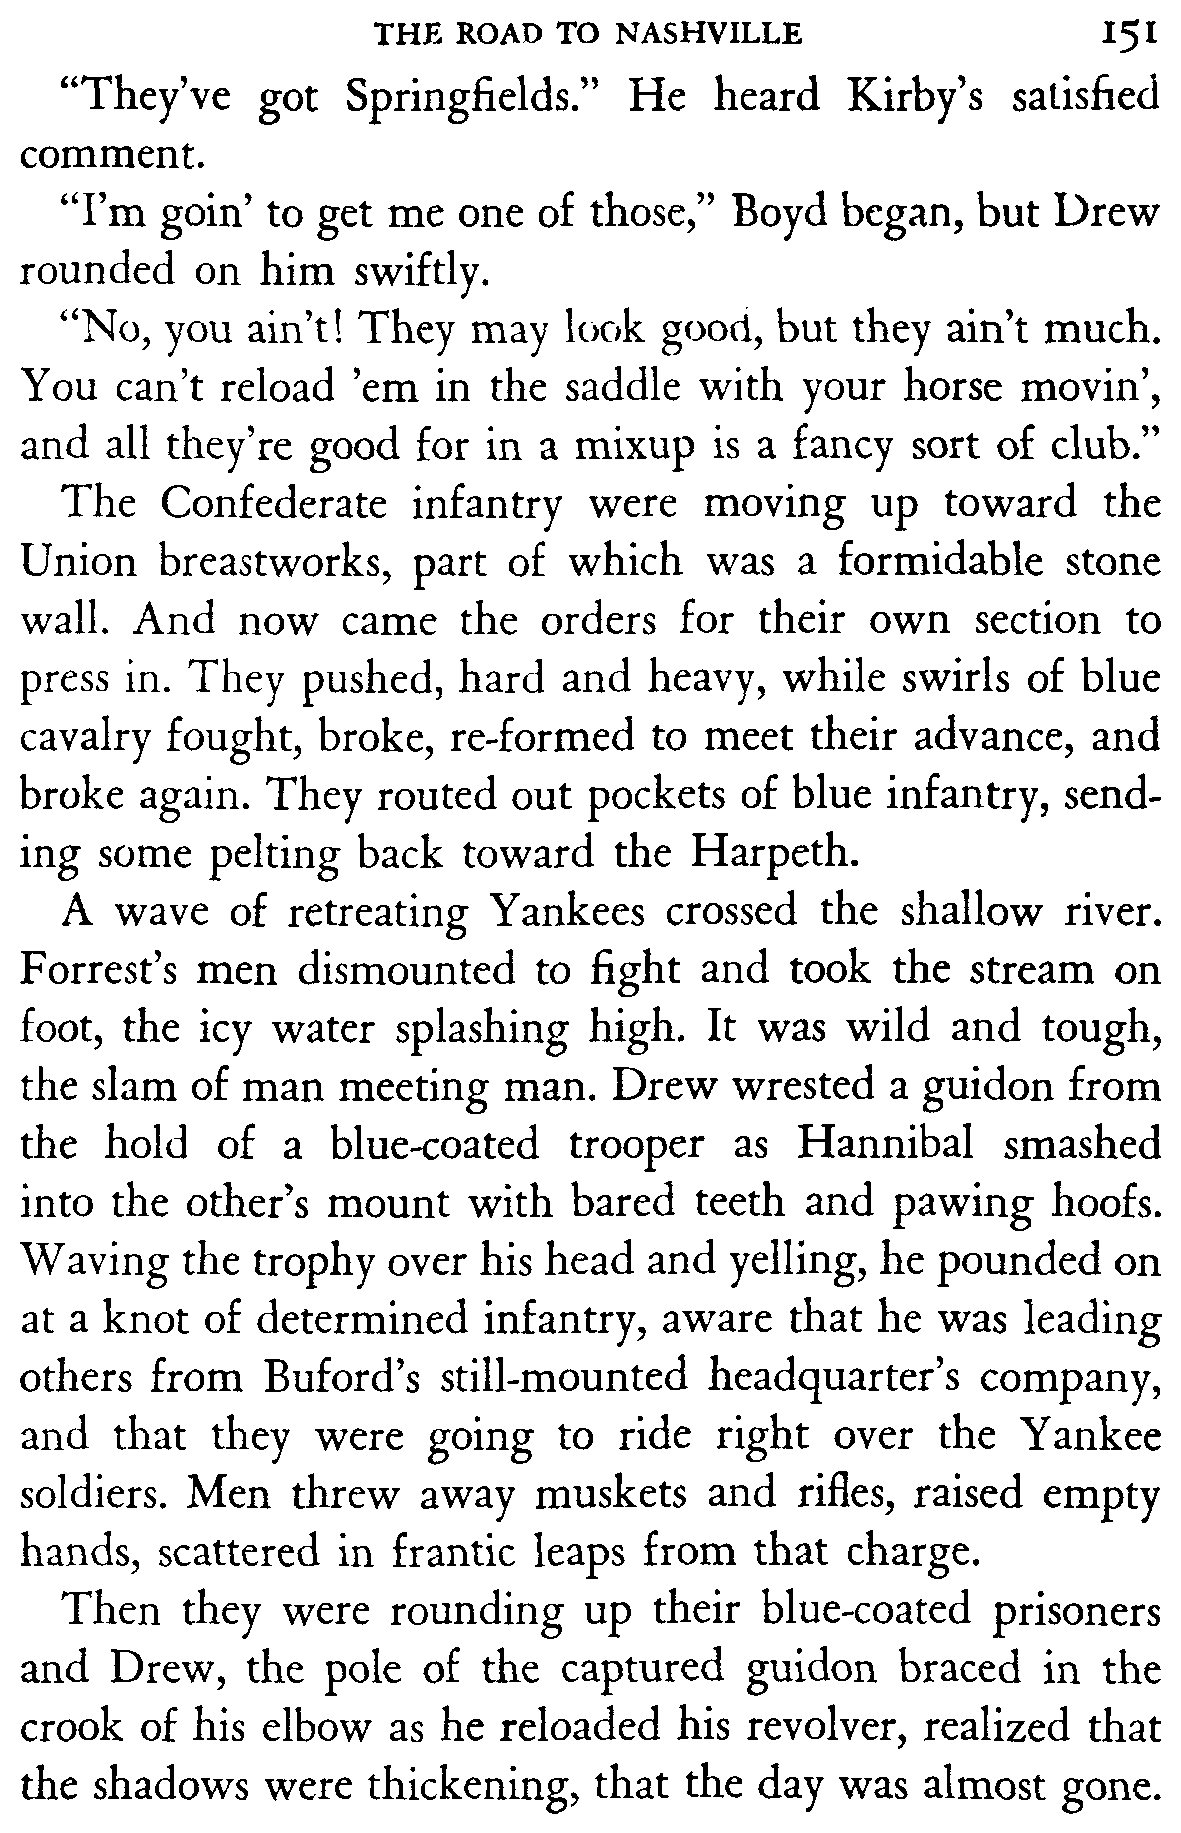 THE ROAD TO NASHVILLE 151
“They’ve got Springfields.” He heard Kirby’s satisfied
comment.
“I’m goin’ to get me one of those,” Boyd began, but Drew
rounded on him swiftly.
“No, you ain’t! They may look good, but they ain’t much.
You can’t reload ’em in the saddle with your horse movin’,
and all they’re good for in a mixup is a fancy sort of club.”
The Confederate infantry were moving up toward the
Union breastworks, part of which was a formidable stone
wall. And now came the orders for their own section to
press in. They pushed, hard and heavy, while swirls of blue
cavalry fought, broke, re-formed to meet their advance, and
broke again. They routed out pockets of blue infantry, send-
ing some pelting back toward the Harpeth.
A wave of retreating Yankees crossed the shallow river.
Forrest’s men dismounted to fight and took the stream on
foot, the icy water splashing high. It was wild and tough,
the slam of man meeting man. Drew wrested a guidon from
the hold of a blue-coated trooper as Hannibal smashed
into the other’s mount with bared teeth and pawing hoofs.
Waving the trophy over his head and yelling, he pounded on
at a knot of determined infantry, aware that he was leading
others from Buford’s still-mounted headquarter’s company,
and that they were going to ride right over the Yankee
soldiers. Men threw away muskets and rifles, raised empty
hands, scattered in frantic leaps from that charge.
Then they were rounding up their blue-coated prisoners
and Drew, the pole of the captured guidon braced in the
crook of his elbow as he reloaded his revolver, realized that
the shadows were thickening, that the day was almost gone.